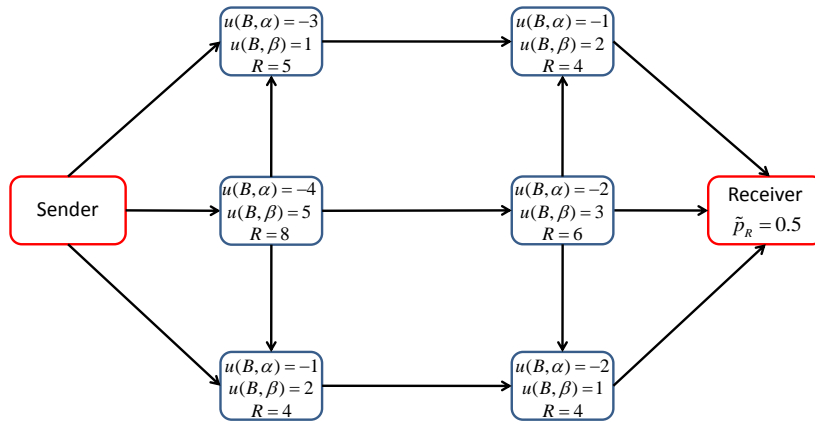 u(B,α)=−3
u(B,β)=1
R=5
u(B,α)=−1
u(B,β)=2
R=4
Sender
u(B,α)=−4
u(B,β)=5
R=8
u(B,α)=−2
u(B,β)=3
R=6
Receiver
p̃_R=0.5
u(B,α)=−1
u(B,β)=2
R=4
u(B,α)=−2
u(B,β)=1
R=4